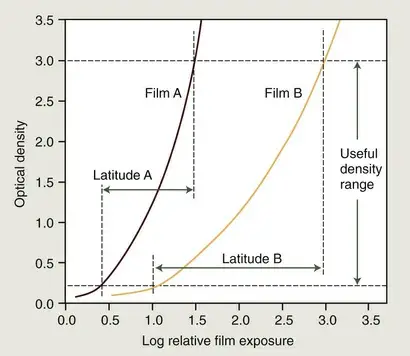 3.5
3.0
2.5
2.0
1.5
1.0
0.5
0.0
Optical density
Film A
Film B
Latitude A
Useful
density
range
Latitude B
0.0 0.5 1.0 1.5 2.0 2.5 3.0 3.5
Log relative film exposure